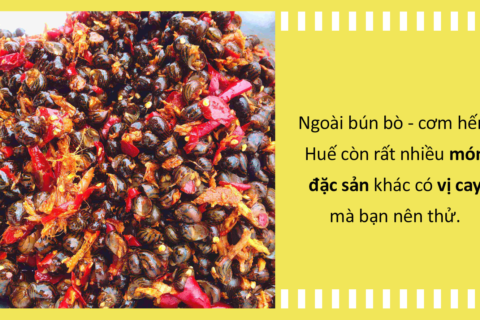 Ngoài bún bò - cơm hến
Huế còn rất nhiều món
đặc sản khác có vị cay
mà bạn nên thử.